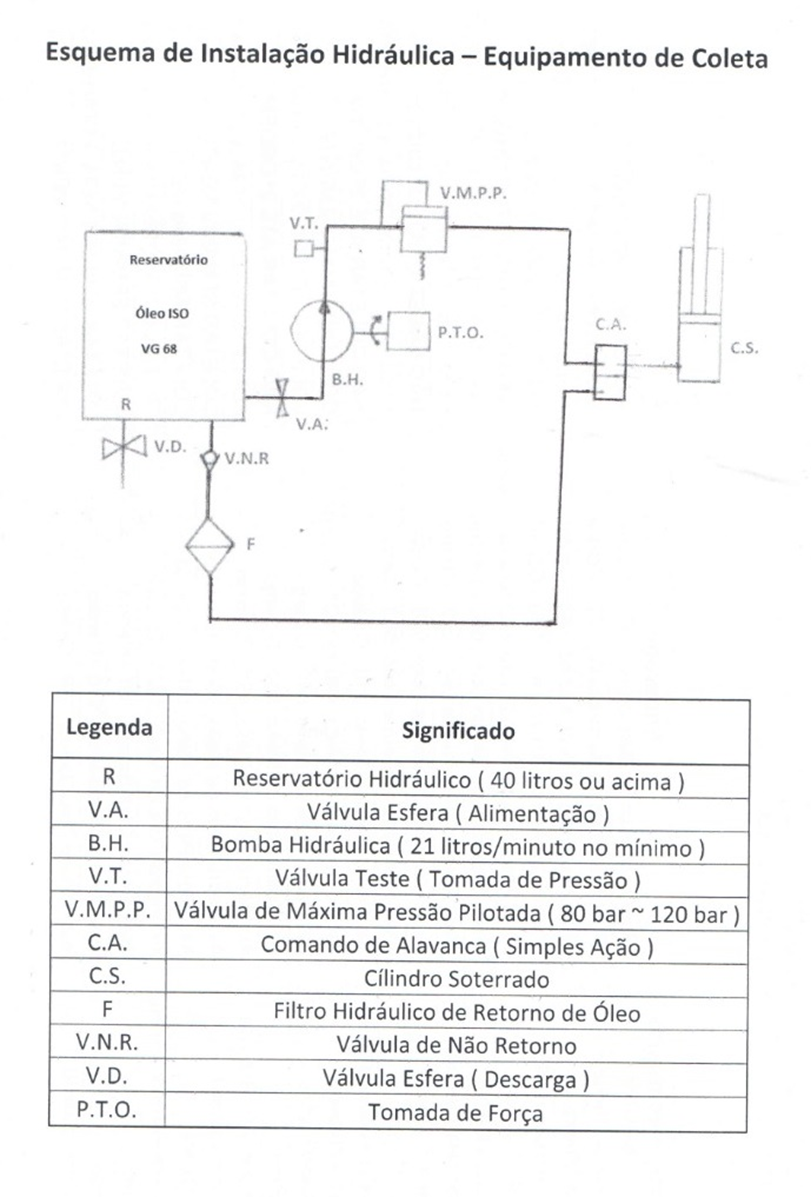 Esquema de Instalação Hidráulica – Equipamento de Coleta
V.M.P.P.
V.T.
Reservatório
Óleo ISO
VG 68
P.T.O.
C.A.
C.S.
B.H.
R
V.A.
V.D.
V.N.R
F
Legenda Significado
R Reservatório Hidráulico ( 40 litros ou acima )
V.A. Válvula Esfera ( Alimentação )
B.H. Bomba Hidráulica ( 21 litros/minuto no mínimo )
V.T. Válvula Teste ( Tomada de Pressão )
V.M.P.P. Válvula de Máxima Pressão Pilotada ( 80 bar ~ 120 bar )
C.A. Comando de Alavanca ( Simples Ação )
C.S. Cílindro Soterrado
F Filtro Hidráulico de Retorno de Óleo
V.N.R. Válvula de Não Retorno
V.D. Válvula Esfera ( Descarga )
P.T.O. Tomada de Força